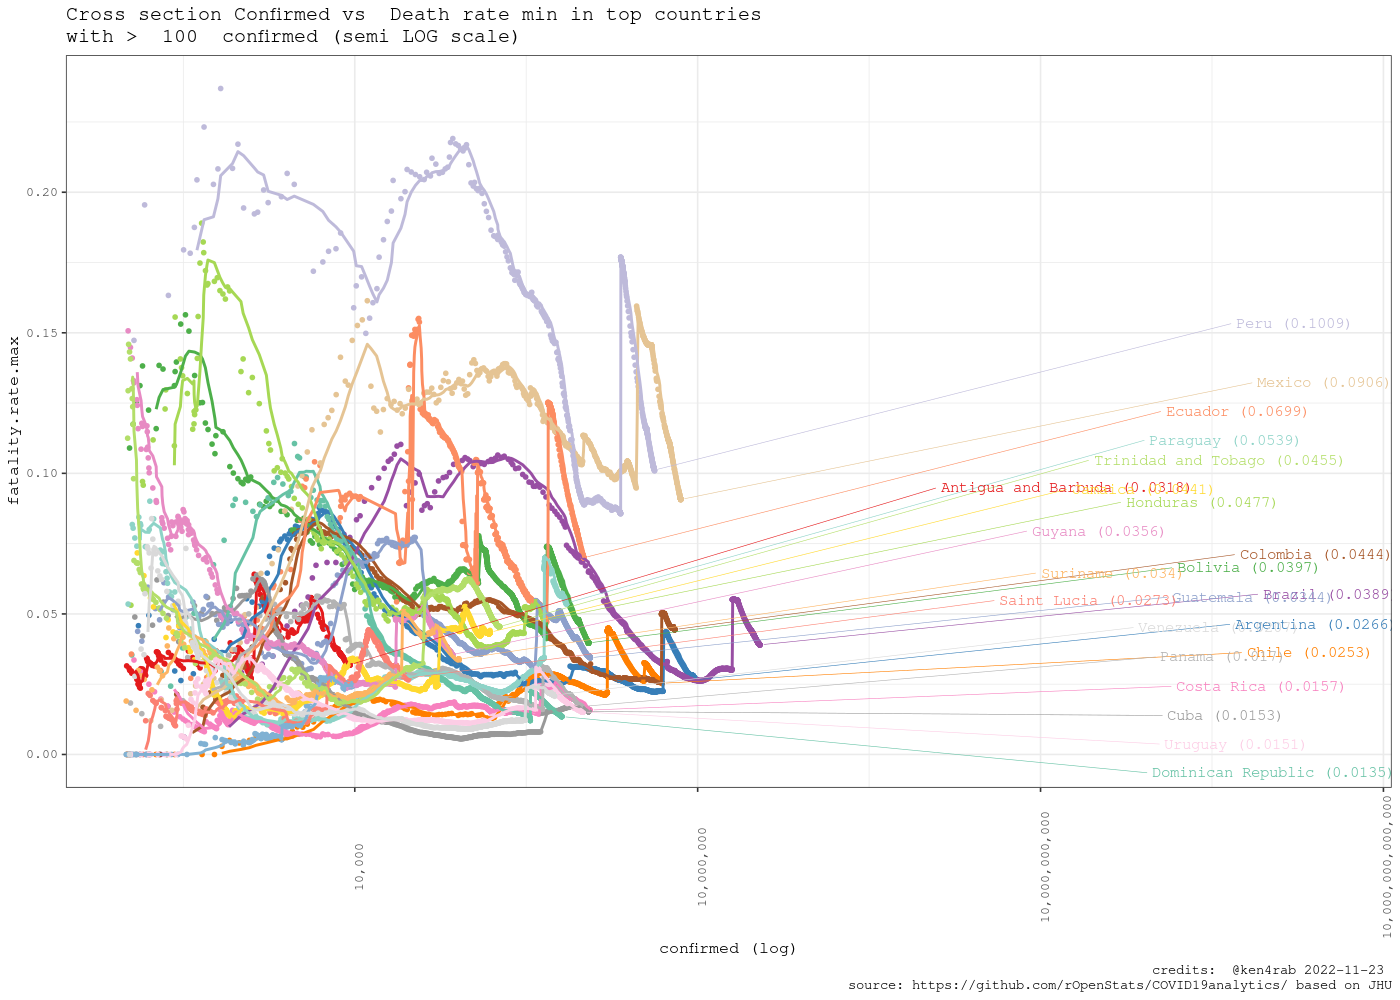 Cross section Confirmed vs  Death rate min in top countries
with >  100  confirmed (semi LOG scale)
fatality.rate.max
0.20
0.15
0.10
0.05
0.00
Peru (0.1009)
Mexico (0.0906)
Ecuador (0.0699)
Paraguay (0.0539)
Trinidad and Tobago (0.0455)
Antigua and Barbuda (0.0318)
Honduras (0.0477)
Guyana (0.0356)
Colombia (0.0444)
Bolivia (0.0397)
Suriname (0.034)
Brazil (0.0389)
Saint Lucia (0.0273)
Guatemala
Argentina (0.0266)
Venezuela
Chile (0.0253)
Panama
Costa Rica (0.0157)
Cuba (0.0153)
Uruguay (0.0151)
Dominican Republic (0.0135)
10,000
10,000,000
10,000,000,000
10,000,000,000,000
confirmed (log)
credits:  @ken4rab 2022-11-23
source: https://github.com/rOpenStats/COVID19analytics/ based on JHU